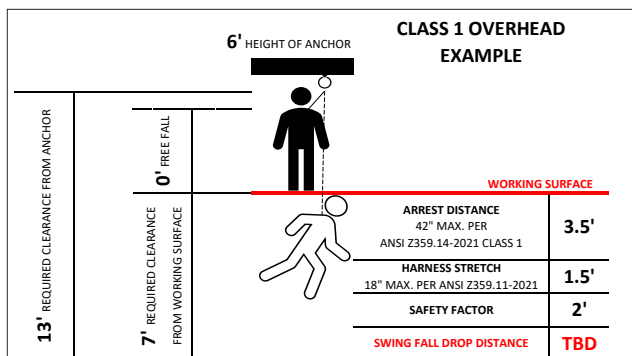 CLASS 1 OVERHEAD
EXAMPLE
6' HEIGHT OF ANCHOR
13' REQUIRED CLEARANCE FROM ANCHOR
0' FREE FALL
7' REQUIRED CLEARANCE
FROM WORKING SURFACE
WORKING SURFACE
ARREST DISTANCE
42" MAX. PER
ANSI Z359.14-2021 CLASS 1
3.5'
HARNESS STRETCH
18" MAX. PER ANSI Z359.11-2021
1.5'
SAFETY FACTOR
2'
SWING FALL DROP DISTANCE
TBD